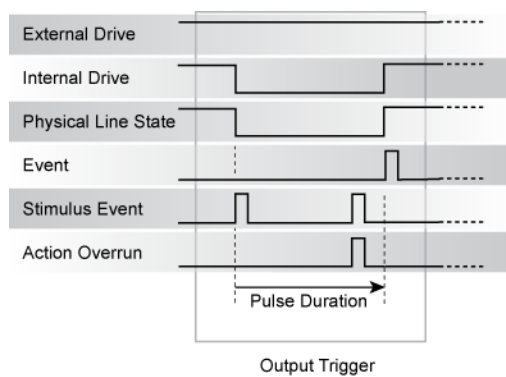 External Drive
Internal Drive
Physical Line State
Event
Stimulus Event
Action Overrun
Pulse Duration
Output Trigger